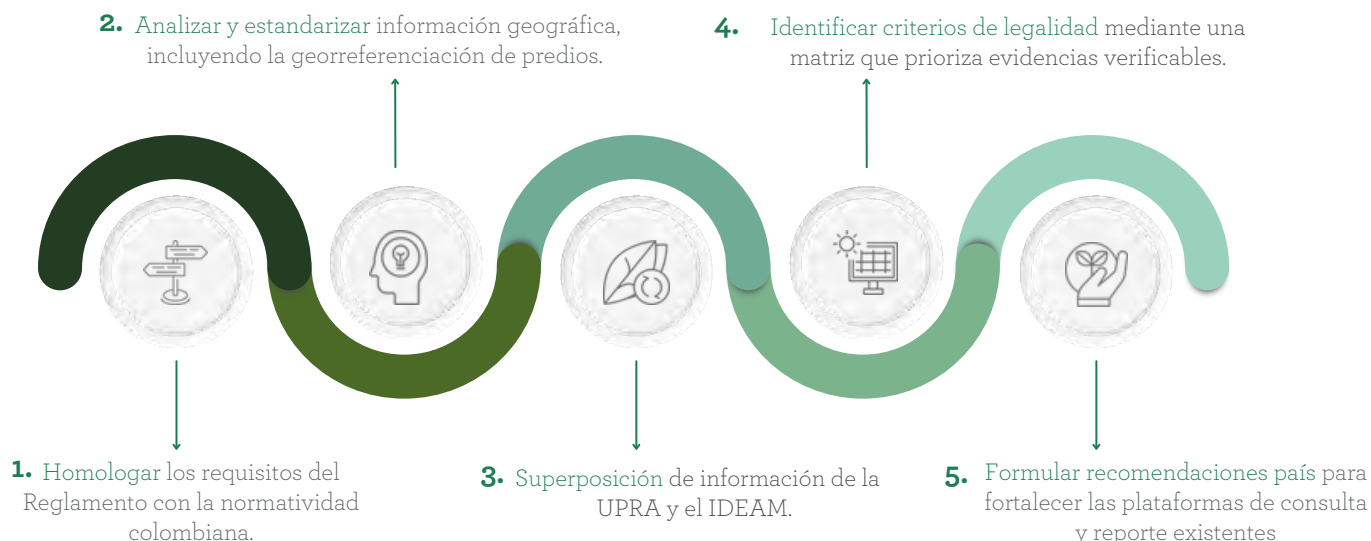 1. Homologar los requisitos del
Reglamento con la normatividad
colombiana.
2. Analizar y estandarizar información geográfica,
incluyendo la georreferenciación de predios.
3. Superposición de información de la
UPRA y el IDEAM.
4. Identificar criterios de legalidad mediante una
matriz que prioriza evidencias verificables.
5. Formular recomendaciones país para
fortalecer las plataformas de consulta
y reporte existentes